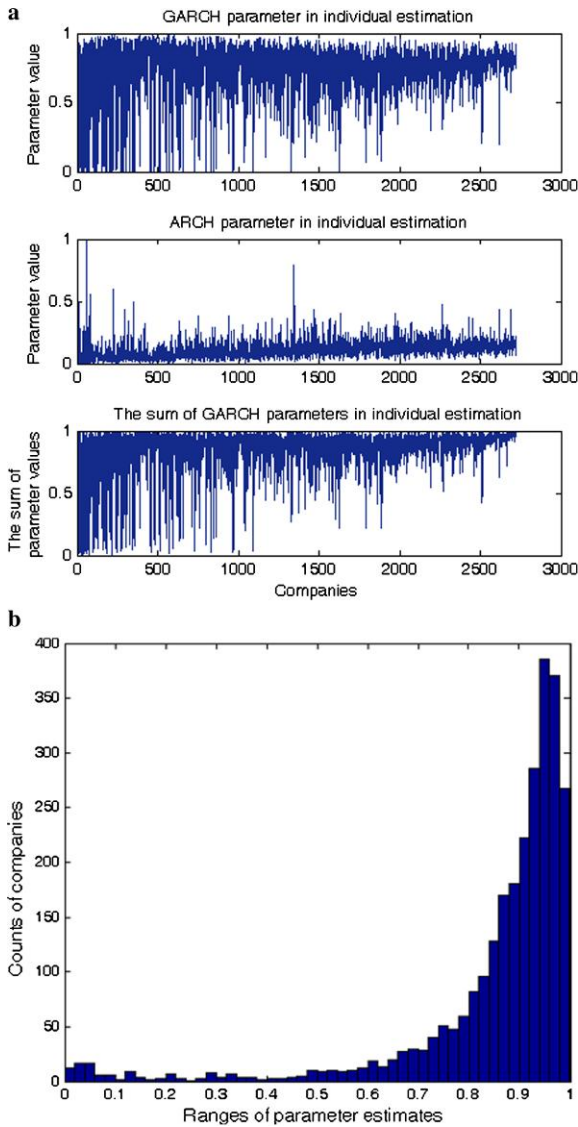 a
GARCH parameter in individual estimation
Parameter value
1
0.5
0
0 500 1000 1500 2000 2500 3000
ARCH parameter in individual estimation
Parameter value
1
0.5
0
0 500 1000 1500 2000 2500 3000
The sum of GARCH parameters in individual estimation
The sum of
parameter values
1
0.5
0
0 500 1000 1500 2000 2500 3000
Companies
b
Counts of companies
400
350
300
250
200
150
100
50
0
0 0.1 0.2 0.3 0.4 0.5 0.6 0.7 0.8 0.9 1
Ranges of parameter estimates